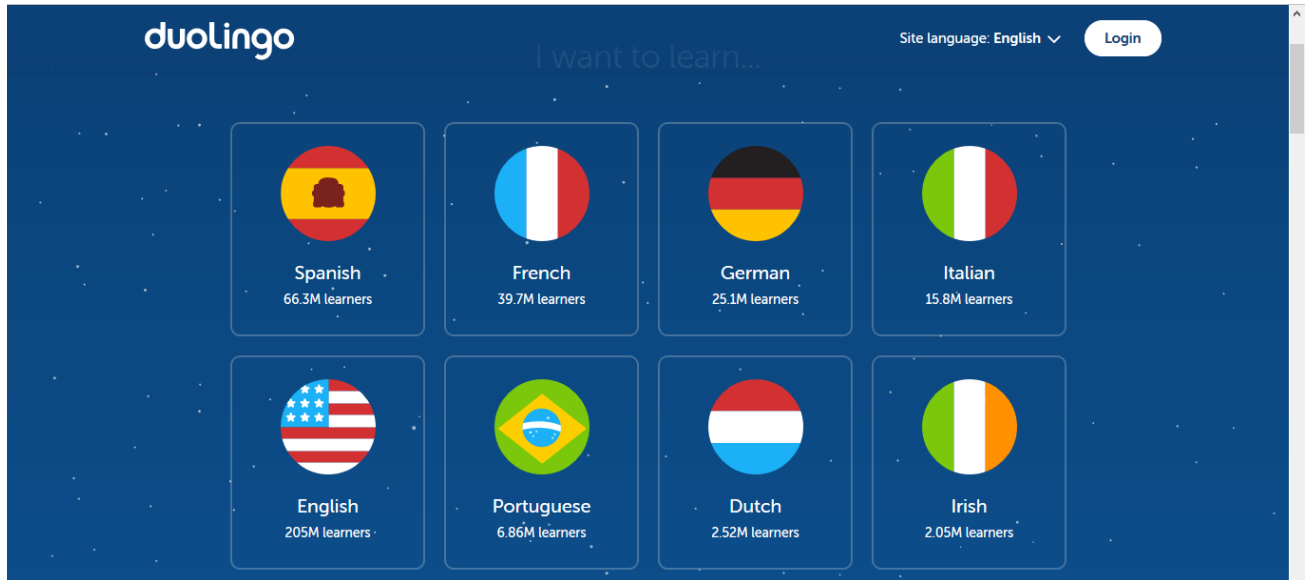 duolingo
Site language: English
Login
I want to learn...
Spanish
66.3M learners
French
39.7M learners
German
25.1M learners
Italian
15.8M learners
English
205M learners
Portuguese
6.86M learners
Dutch
2.52M learners
Irish
2.05M learners